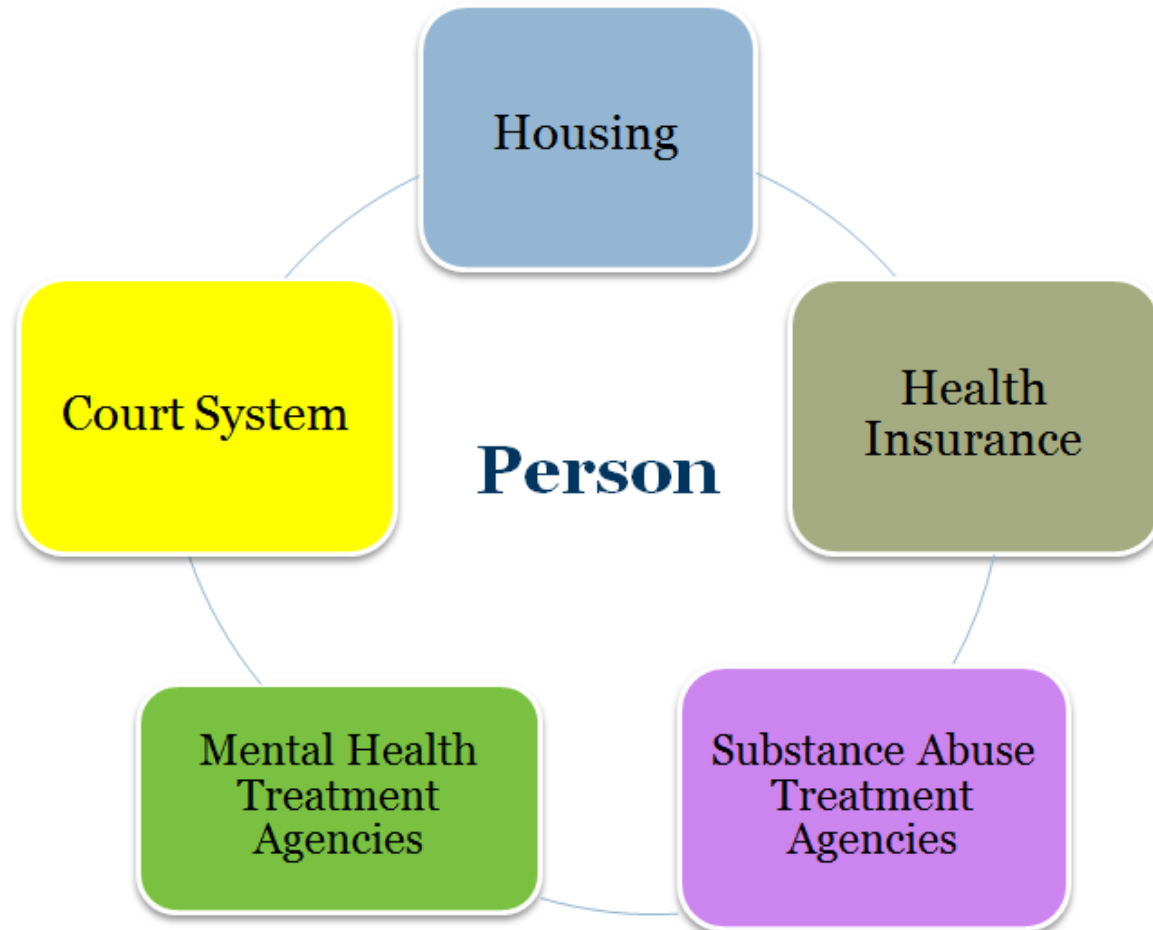 Housing
Court System
Health
Insurance
Person
Mental Health
Treatment
Agencies
Substance Abuse
Treatment
Agencies